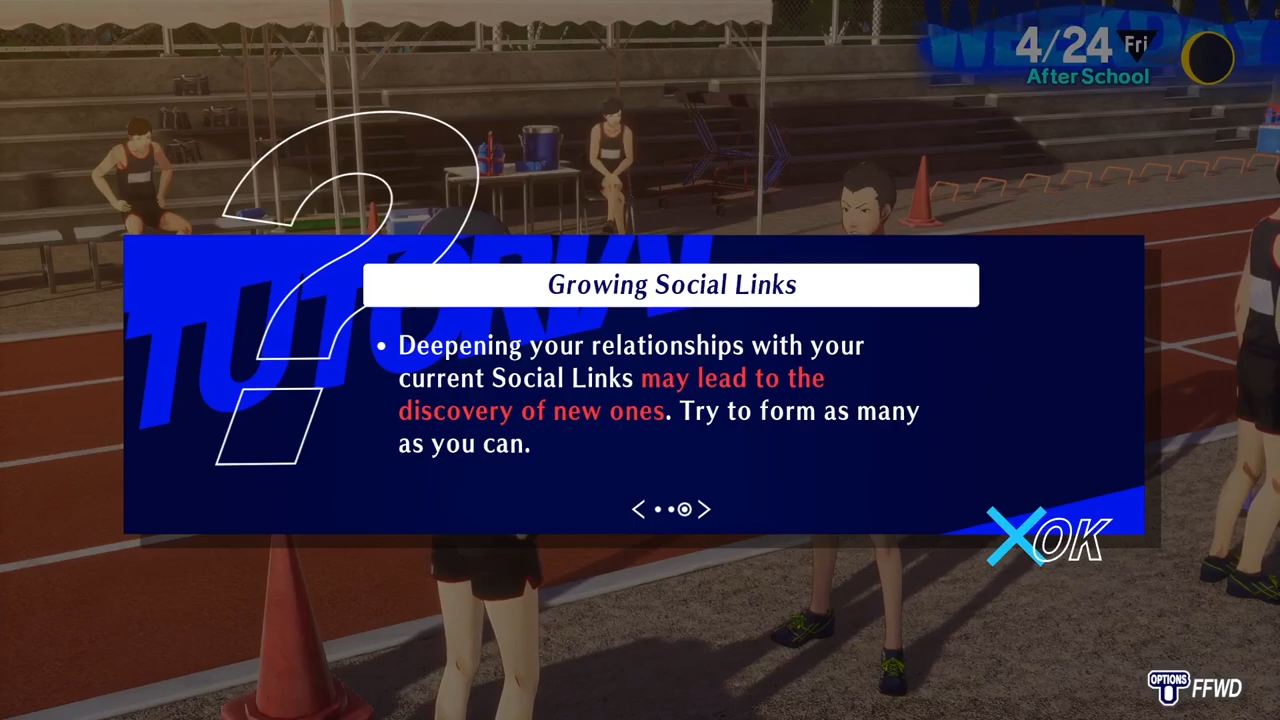 WEEKDAY
4/24 Fri
After School
TUTORIAL
Growing Social Links
• Deepening your relationships with your
current Social Links may lead to the
discovery of new ones. Try to form as many
as you can.
OK
OPTIONS
FFWD